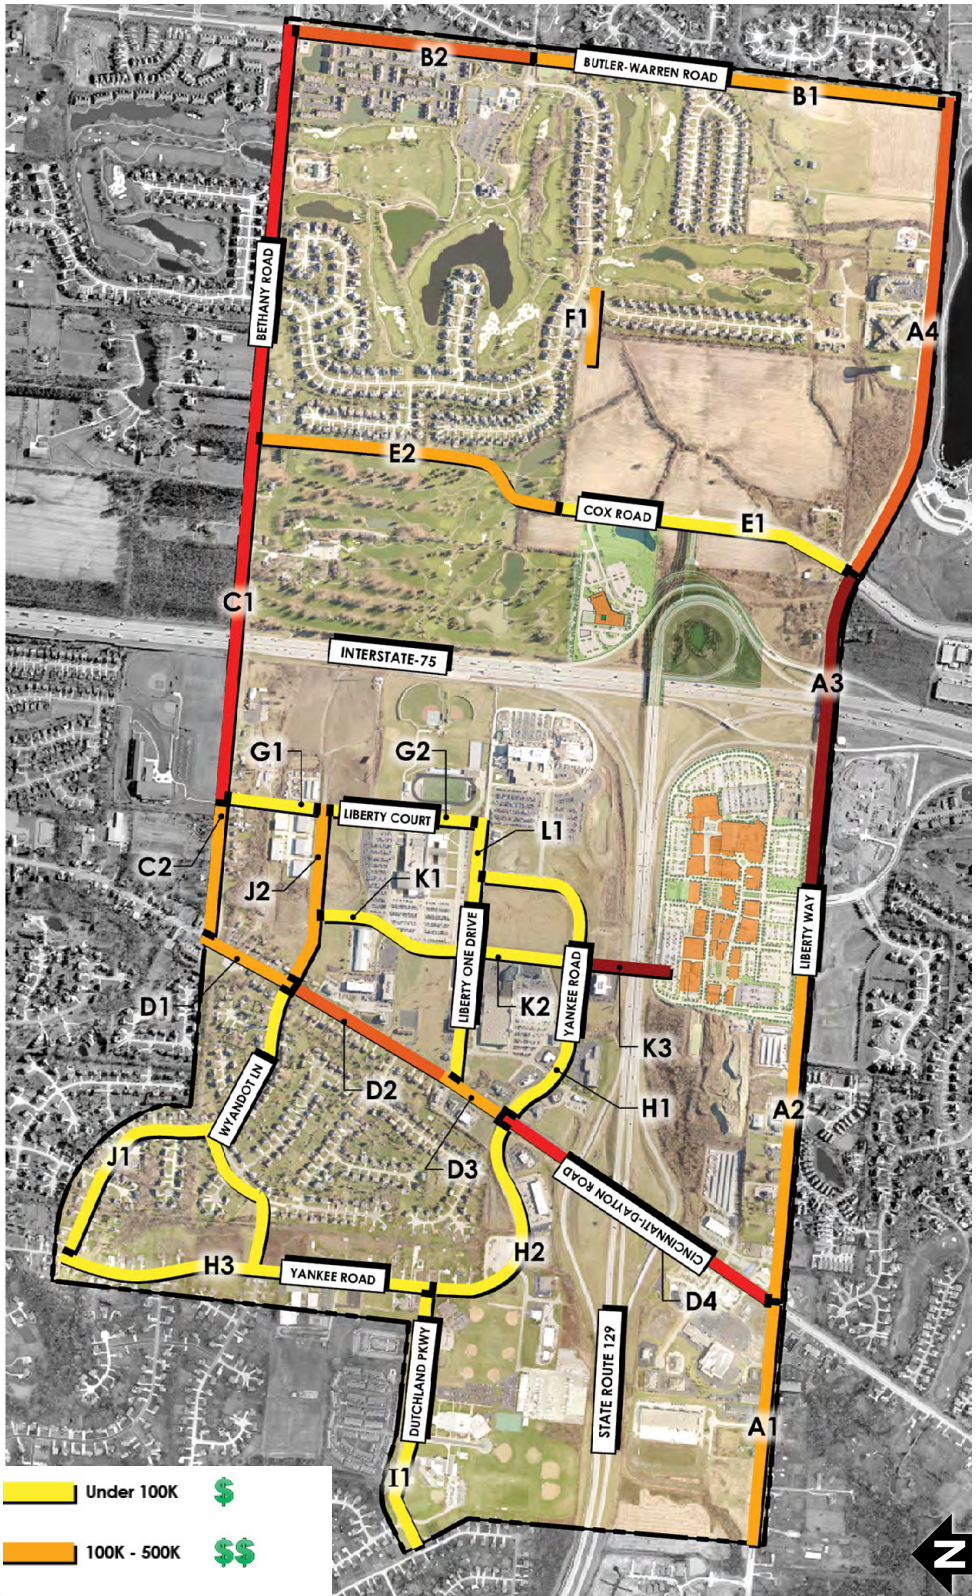 B2
BUTLER-WARREN ROAD
B1
BETHANY ROAD
F1
A4
E2
COX ROAD
E1
C1
INTERSTATE-75
A3
G1
G2
LIBERTY COURT
L1
C2
J2
K1
LIBERTY WAY
LIBERTY ONE DRIVE
YANKEE ROAD
D1
K2
K3
D2
H1
A2
WYANDOT LN
J1
D3
CINCINNATI-DAYTON ROAD
H2
H3
YANKEE ROAD
D4
DUTCHLAND PKWY
STATE ROUTE 129
A1
I1
Under 100K $
100K - 500K $$
N